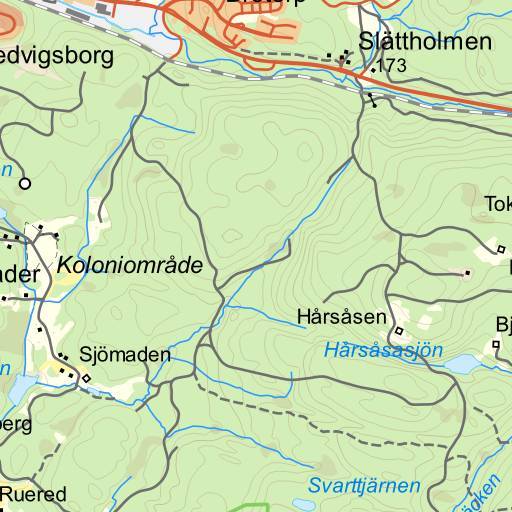 Slättholmen
173
edvigsborg
Tok
ader
Koloniområde
Hårsåsen
Bj
Hårsåsasjön
Sjömaden
berg
Ruered
Svarttjärnen